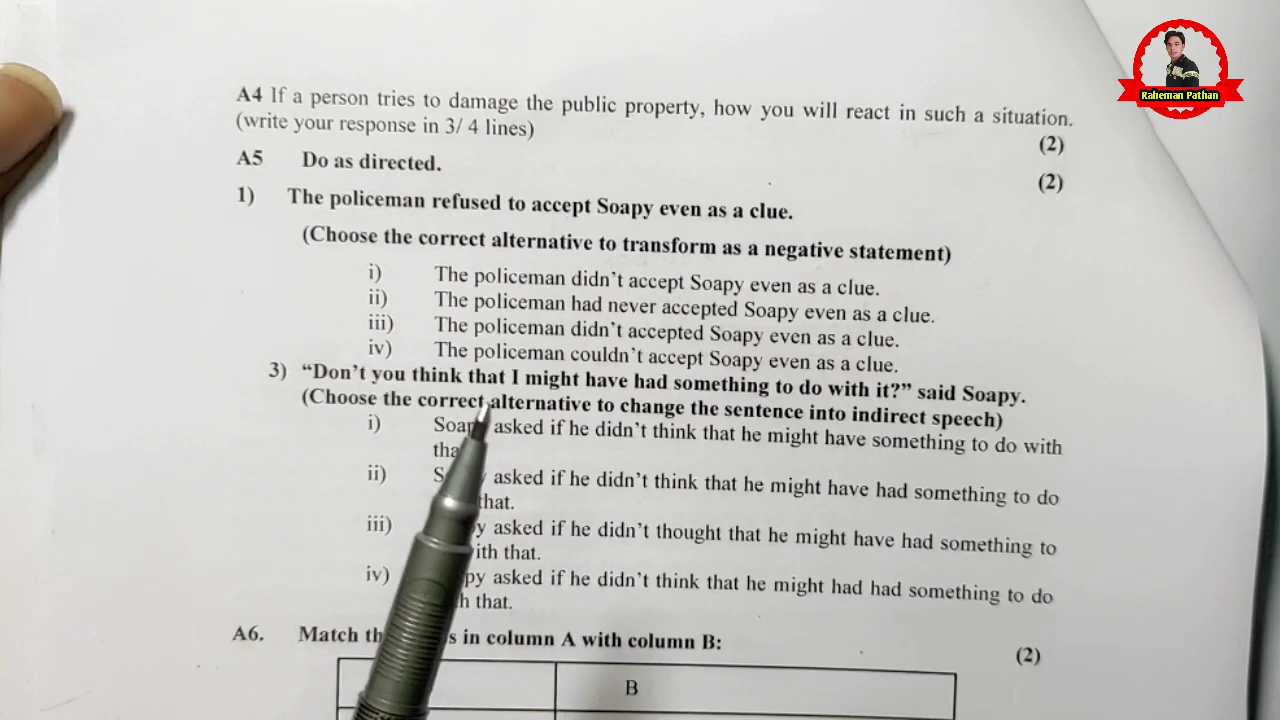 Raheman Pathan
A4 If a person tries to damage the public property, how you will react in such a situation.
(write your response in 3/ 4 lines) (2)
A5 Do as directed. (2)
1) The policeman refused to accept Soapy even as a clue.
(Choose the correct alternative to transform as a negative statement)
i) The policeman didn't accept Soapy even as a clue.
ii) The policeman had never accepted Soapy even as a clue.
iii) The policeman didn't accepted Soapy even as a clue.
iv) The policeman couldn't accept Soapy even as a clue.
3) “Don't you think that I might have had something to do with it?” said Soapy.
(Choose the correct alternative to change the sentence into indirect speech)
i) asked if he didn't think that he might have something to do with
ii) asked if he didn't think that he might have had something to do
that.
iii) asked if he didn't thought that he might have had something to
that.
iv) asked if he didn't think that he might had had something to do
that.
A6. Match in column A with column B: (2)
B